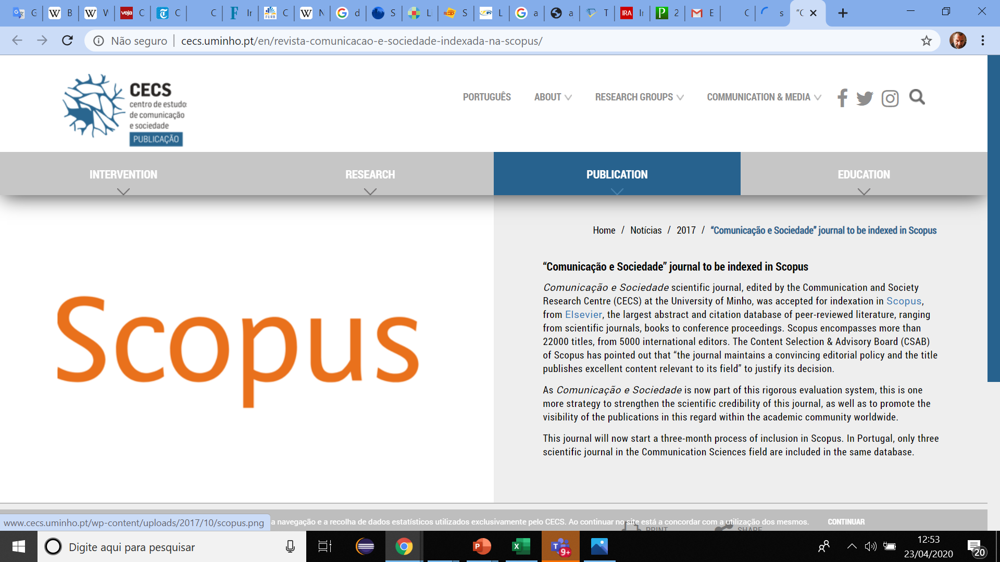 G B V veja C C C F Ir FURB C N d S Li S IPS L a a T IRA Ir P 2 E C s "C
Não seguro cecs.uminho.pt/en/revista-comunicacao-e-sociedade-indexada-na-scopus/
CECS
centro de estudo
de comunicação
e sociedade
PUBLICAÇÃO
PORTUGUÊS ABOUT RESEARCH GROUPS COMMUNICATION & MEDIA
INTERVENTION RESEARCH PUBLICATION EDUCATION
Home / Notícias / 2017 / “Comunicação e Sociedade” journal to be indexed in Scopus
Scopus
“Comunicação e Sociedade” journal to be indexed in Scopus
Comunicação e Sociedade scientific journal, edited by the Communication and Society
Research Centre (CECS) at the University of Minho, was accepted for indexation in Scopus,
from Elsevier, the largest abstract and citation database of peer-reviewed literature, ranging
from scientific journals, books to conference proceedings. Scopus encompasses more than
22000 titles, from 5000 international editors. The Content Selection & Advisory Board (CSAB)
of Scopus has pointed out that “the journal maintains a convincing editorial policy and the title
publishes excellent content relevant to its field” to justify its decision.
As Comunicação e Sociedade is now part of this rigorous evaluation system, this is one
more strategy to strengthen the scientific credibility of this journal, as well as to promote the
visibility of the publications in this regard within the academic community worldwide.
This journal will now start a three-month process of inclusion in Scopus. In Portugal, only three
scientific journal in the Communication Sciences field are included in the same database.
www.cecs.uminho.pt/wp-content/uploads/2017/10/scopus.png a navegação e a recolha de dados estatísticos utilizados exclusivamente pelo CECS. Ao continuar no site está a concordar com a utilização dos mesmos. CONTINUAR
PRINT SHARE
Digite aqui para pesquisar
9+
12:53
23/04/2020
20